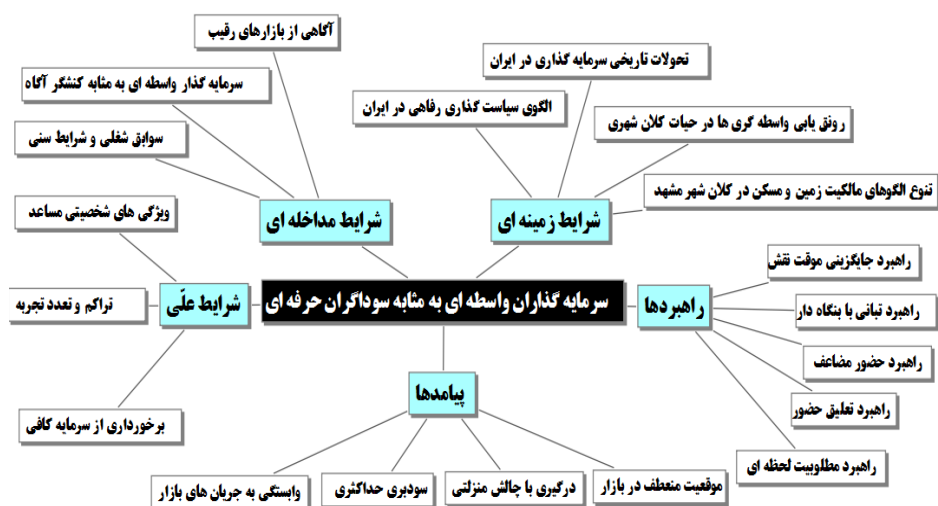 آگاهی از بازارهای رقیب
تحولات تاریخی سرمایه گذاری در ایران
سرمایه گذار واسطه ای به مثابه کنشگر آگاه
الگوی سیاست گذاری رفاهی در ایران
رونق یابی واسطه گری ها در حیات کلان شهری
سوابق شغلی و شرایط سنی
تنوع الگوهای مالکیت زمین و مسکن در کلان شهر مشهد
شرایط زمینه ای
شرایط مداخله ای
ویژگی های شخصیتی مساعد
راهبرد جایگزینی موقت نقش
سرمایه گذاران واسطه ای به مثابه سوداگران حرفه ای
راهبردها
شرایط علّی
تراکم و تعدد تجربه
راهبرد تبانی با بنگاه دار
راهبرد حضور مضاعف
پیامدها
راهبرد تعلیق حضور
برخورداری از سرمایه کافی
راهبرد مطلوبیت لحظه ای
موقعیت منعطف در بازار
درگیری با چالش منزلتی
سودبری حداکثری
وابستگی به جریان های بازار